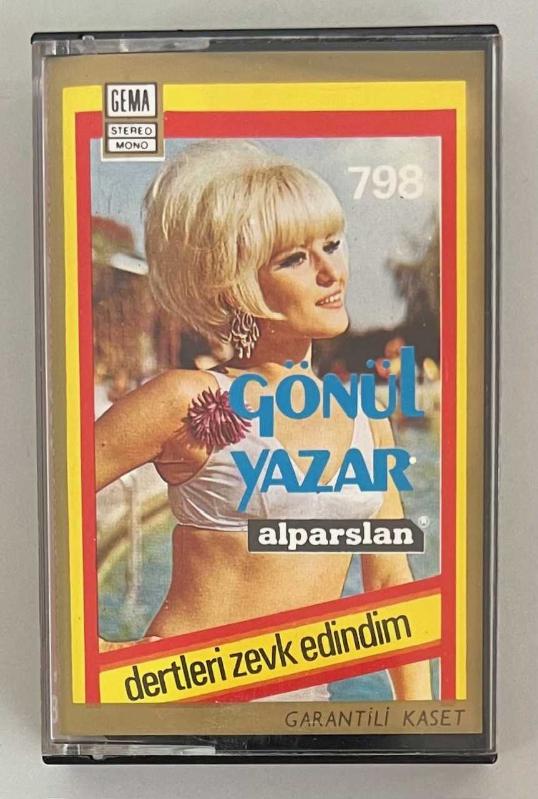 GEMA
STEREO
MONO
798
GÖNÜL
YAZAR
alparslan®
dertleri zevk edindim
GARANTİLİ KASET